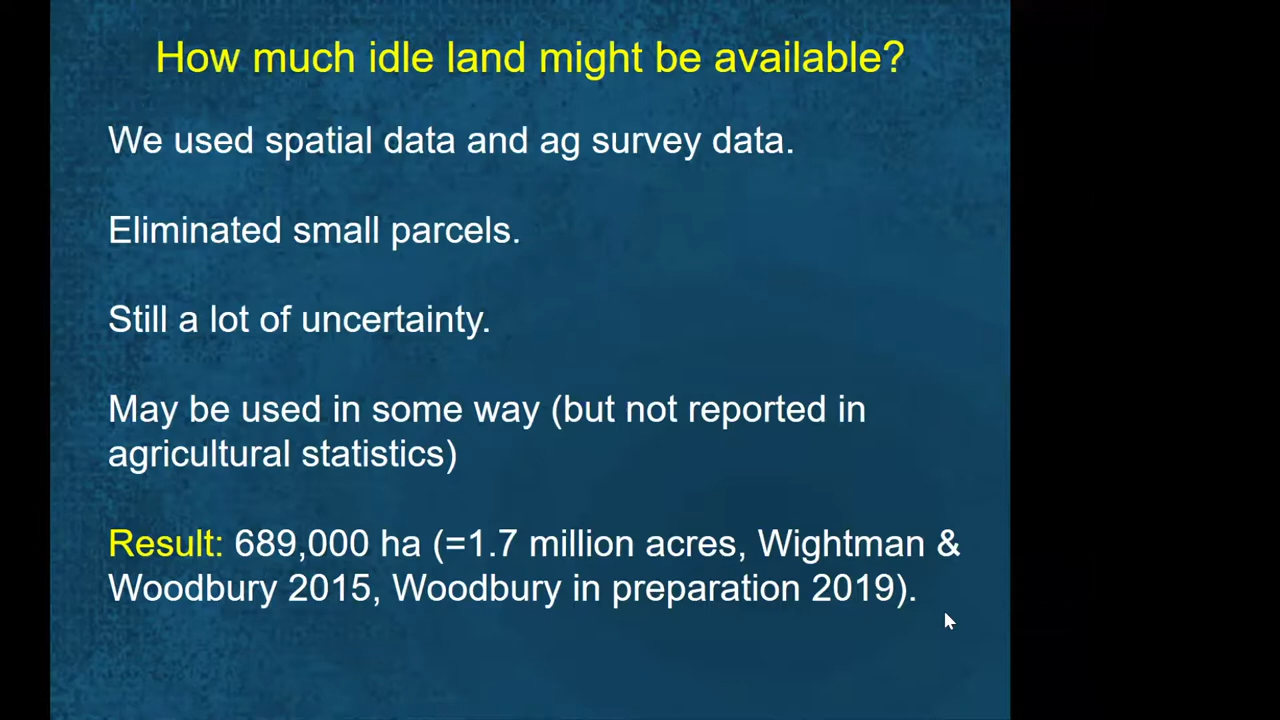 How much idle land might be available?
We used spatial data and ag survey data.
Eliminated small parcels.
Still a lot of uncertainty.
May be used in some way (but not reported in
agricultural statistics)
Result: 689,000 ha (=1.7 million acres, Wightman &
Woodbury 2015, Woodbury in preparation 2019).